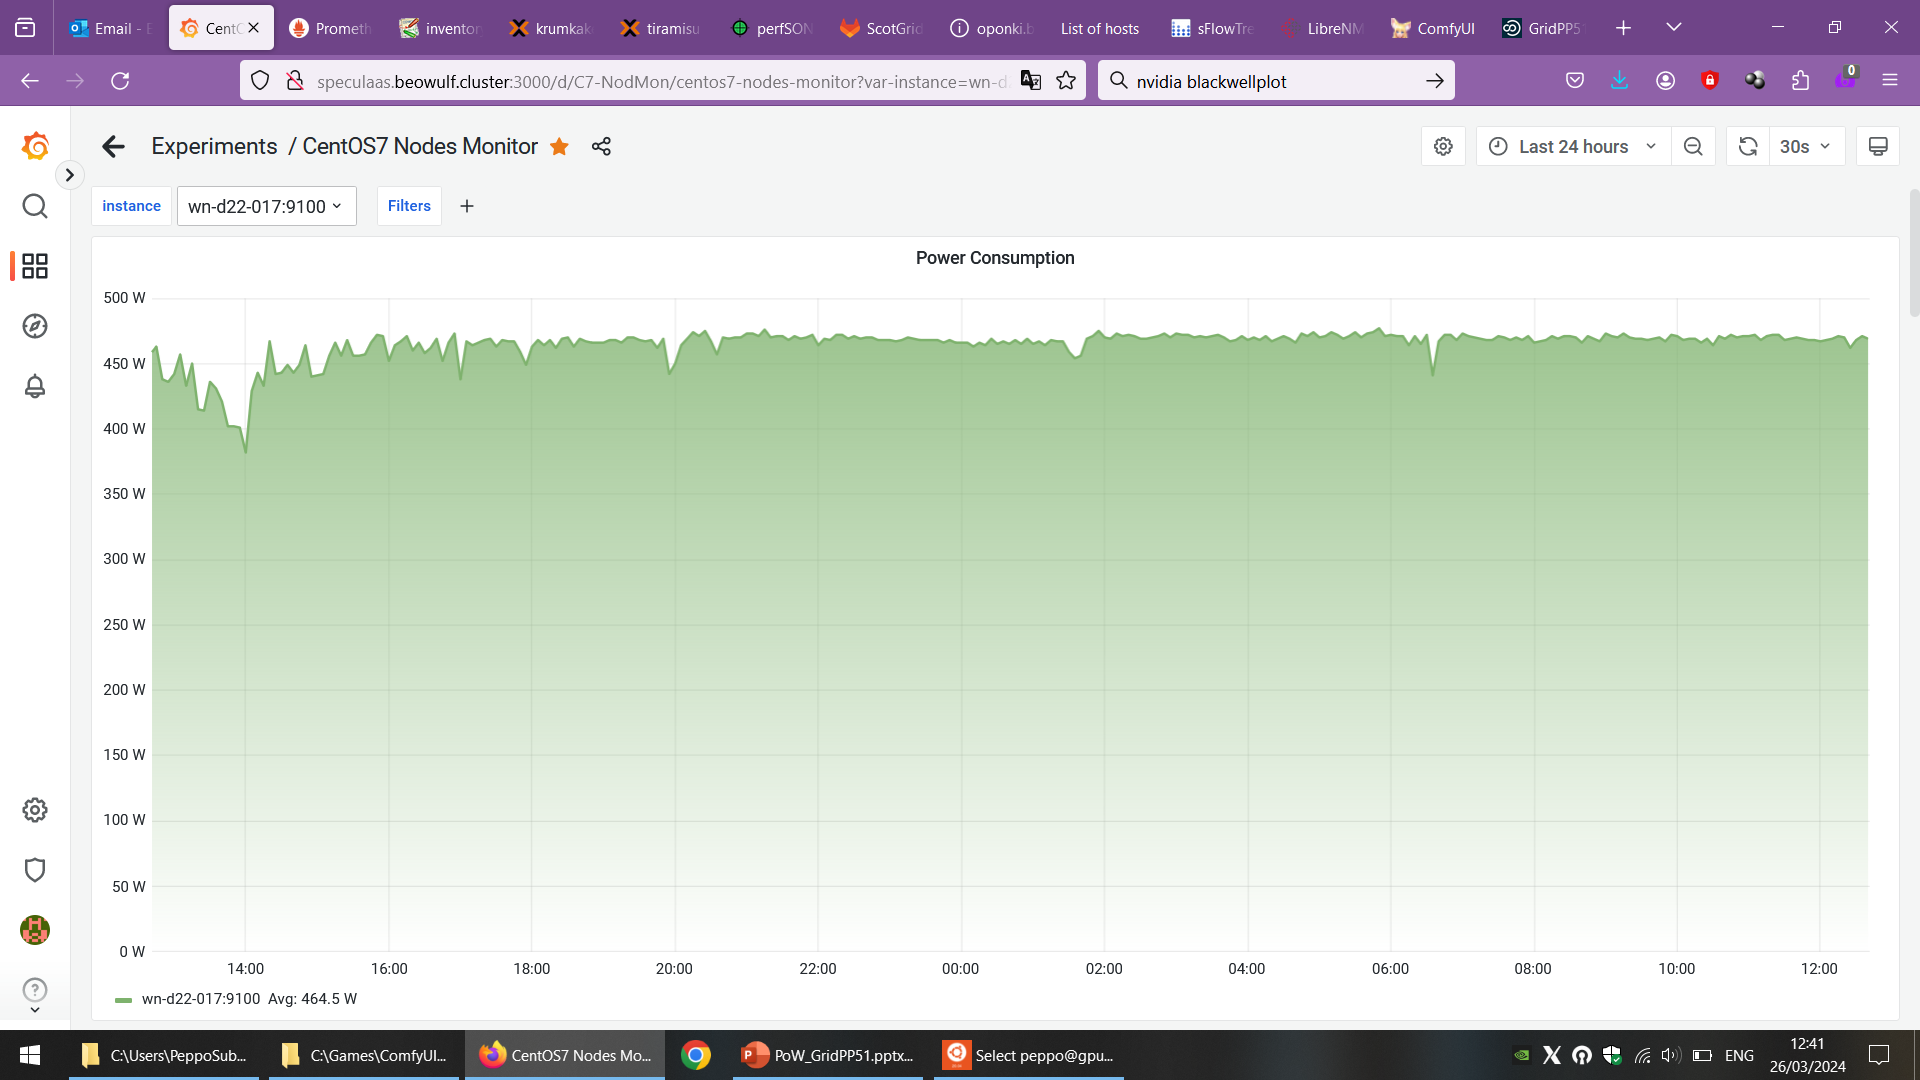 Email - E
CentO
Prometh
inventor
krumkak
tiramisu
perfSON
ScotGrid
oponki.b
List of hosts
sFlowTre
LibreNM
ComfyUI
GridPP5
speculaas.beowulf.cluster:3000/d/C7-NodMon/centos7-nodes-monitor?var-instance=wn-d
nvidia blackwellplot
0
Experiments / CentOS7 Nodes Monitor
Last 24 hours
30s
instance
wn-d22-017:9100
Filters
Power Consumption
500 W
450 W
400 W
350 W
300 W
250 W
200 W
150 W
100 W
50 W
0 W
14:00 16:00 18:00 20:00 22:00 00:00 02:00 04:00 06:00 08:00 10:00 12:00
wn-d22-017:9100 Avg: 464.5 W
C:\Users\PeppoSub...
C:\Games\ComfyUI...
CentOS7 Nodes Mo...
PoW_GridPP51.pptx...
Select peppo@gpu...
ENG
12:41
26/03/2024